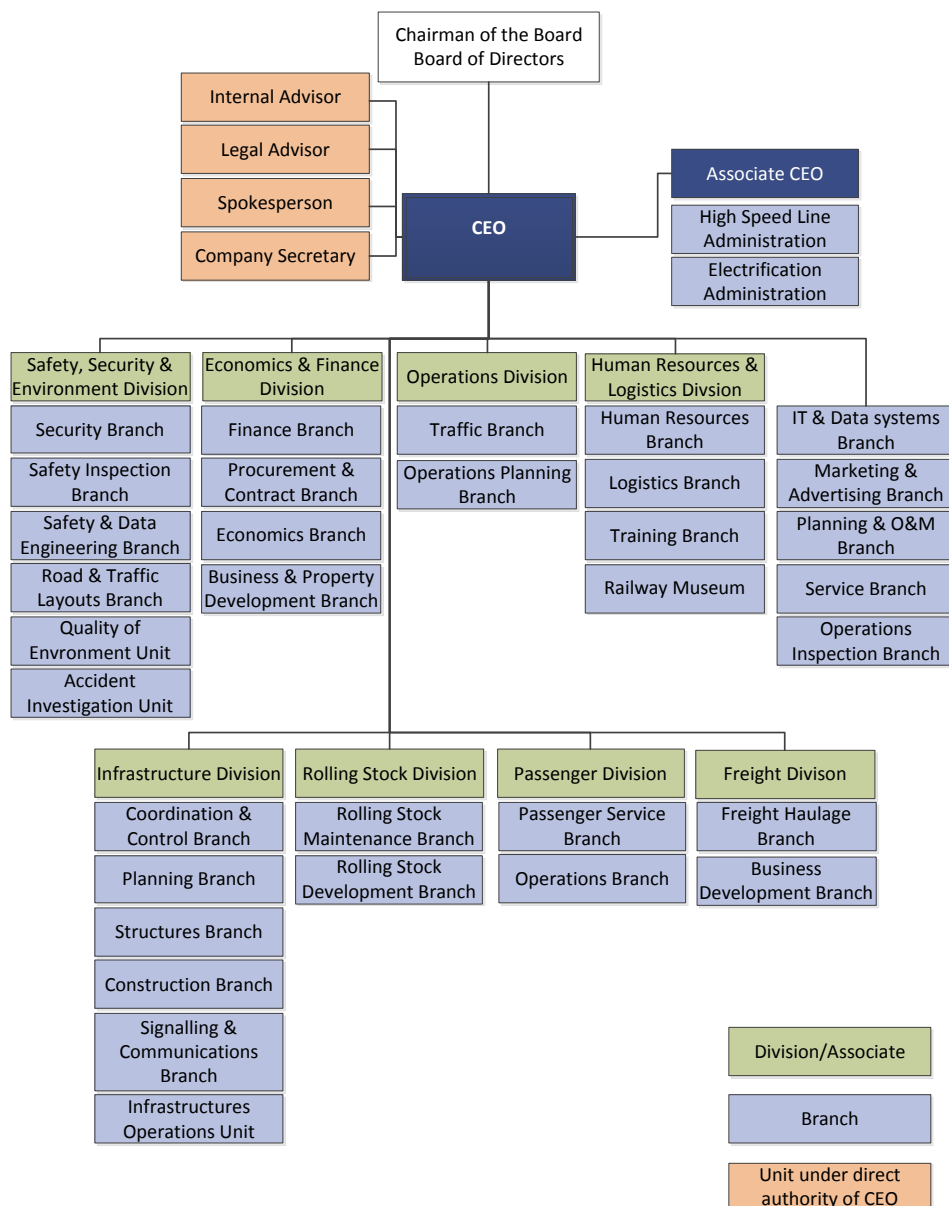 Chairman of the Board
Board of Directors
Internal Advisor
Legal Advisor
Spokesperson
Company Secretary
CEO
Associate CEO
High Speed Line
Administration
Electrification
Administration
Safety, Security &
Environment Division
Security Branch
Safety Inspection
Branch
Safety & Data
Engineering Branch
Road & Traffic
Layouts Branch
Quality of
Environment Unit
Accident
Investigation Unit
Economics & Finance
Division
Finance Branch
Procurement &
Contract Branch
Economics Branch
Business & Property
Development Branch
Operations Division
Traffic Branch
Operations Planning
Branch
Human Resources &
Logistics Divsion
Human Resources
Branch
Logistics Branch
Training Branch
Railway Museum
IT & Data systems
Branch
Marketing &
Advertising Branch
Planning & O&M
Branch
Service Branch
Operations
Inspection Branch
Infrastructure Division
Coordination &
Control Branch
Planning Branch
Structures Branch
Construction Branch
Signalling &
Communications
Branch
Infrastructures
Operations Unit
Rolling Stock Division
Rolling Stock
Maintenance Branch
Rolling Stock
Development Branch
Passenger Division
Passenger Service
Branch
Operations Branch
Freight Divison
Freight Haulage
Branch
Business
Development Branch
Division/Associate
Branch
Unit under direct
authority of CEO